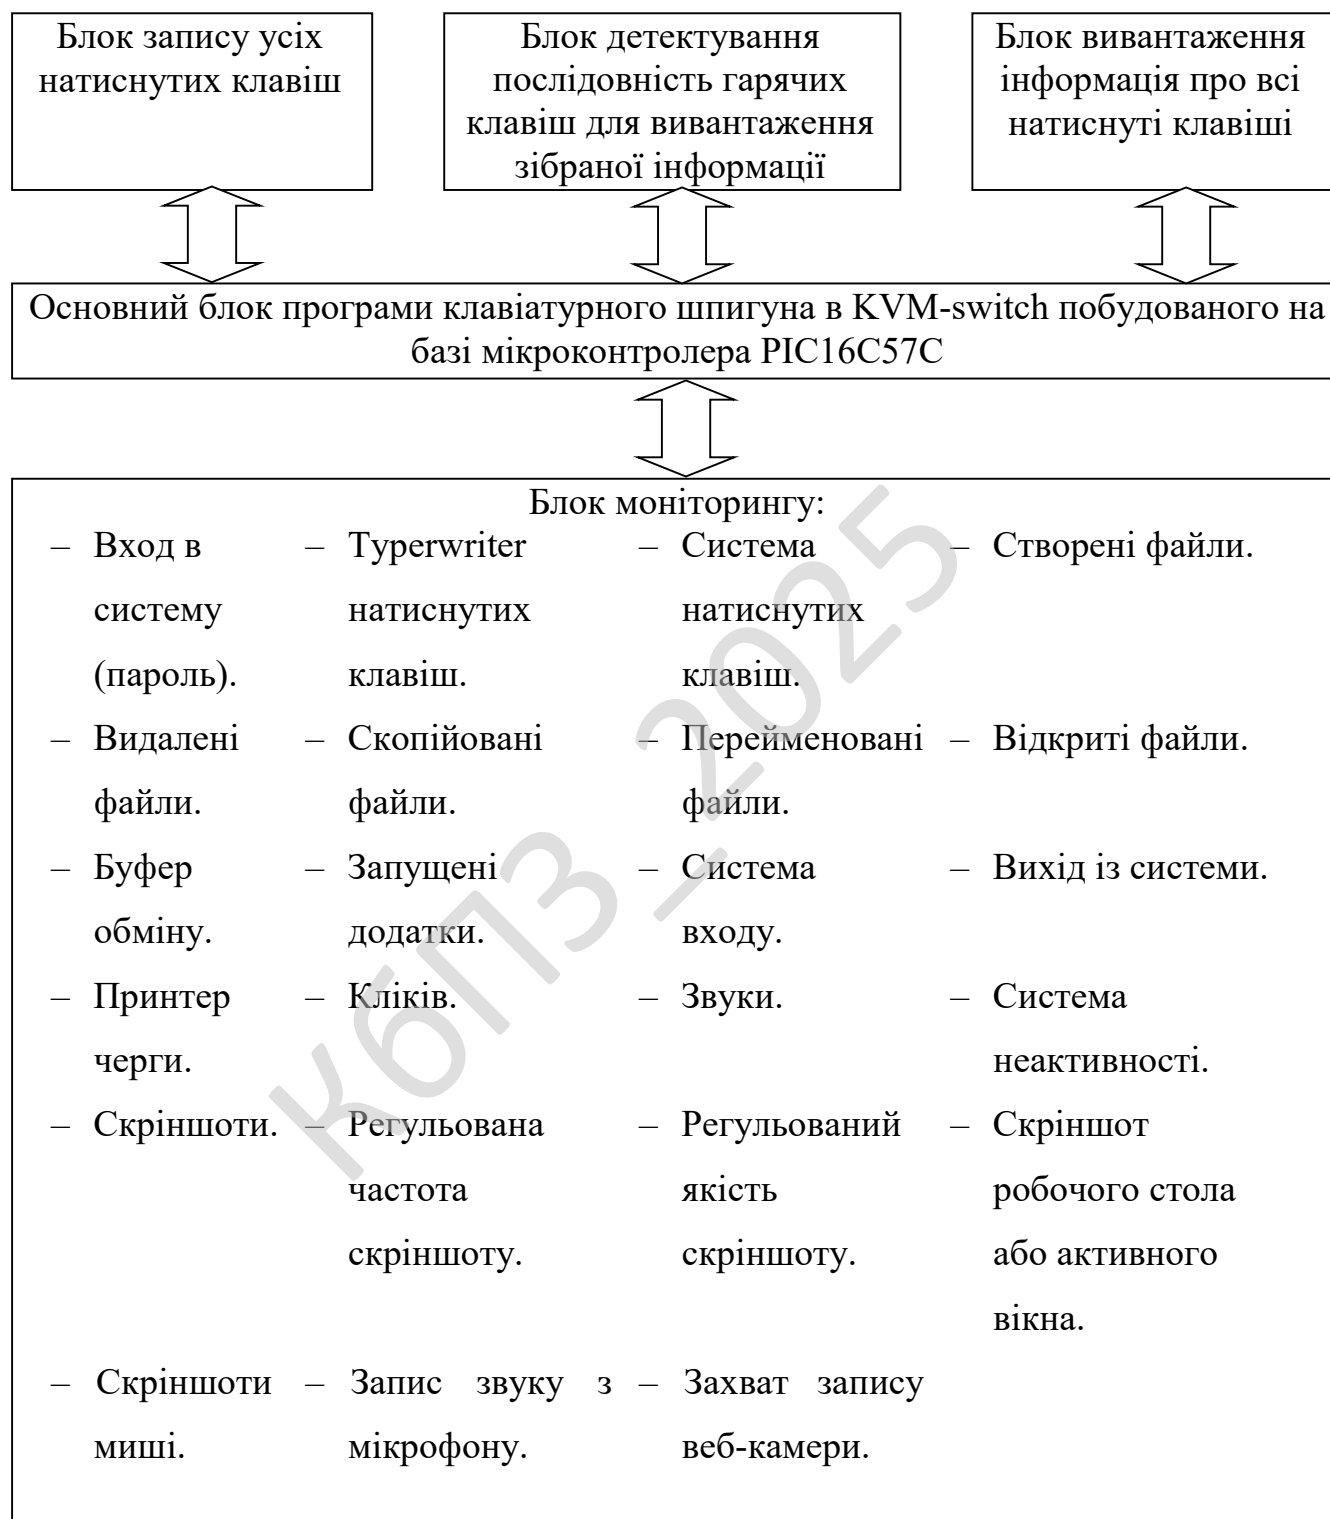 Блок запису усіх
натиснутих клавіш
Блок детектування
послідовність гарячих
клавіш для вивантаження
зібраної інформації
Блок вивантаження
інформація про всі
натиснуті клавіші
Основний блок програми клавіатурного шпигуна в KVM-switch побудованого на
базі мікроконтролера PIC16C57C
Блок моніторингу:
– Вход в
систему
(пароль).
– Typerwriter
натиснутих
клавіш.
– Система
натиснутих
клавіш.
– Створені файли.
– Видалені
файли.
– Скопійовані
файли.
– Перейменовані
файли.
– Відкриті файли.
– Буфер
обміну.
– Запущені
додатки.
– Система
входу.
– Вихід із системи.
– Принтер
черги.
– Кліків.
– Звуки.
– Система
неактивності.
– Скріншоти.
– Регульована
частота
скріншоту.
– Регульований
якість
скріншоту.
– Скріншот
робочого стола
або активного
вікна.
– Скріншоти
миші.
– Запис звуку з
мікрофону.
– Захват запису
веб-камери.
КбПЗ_2025